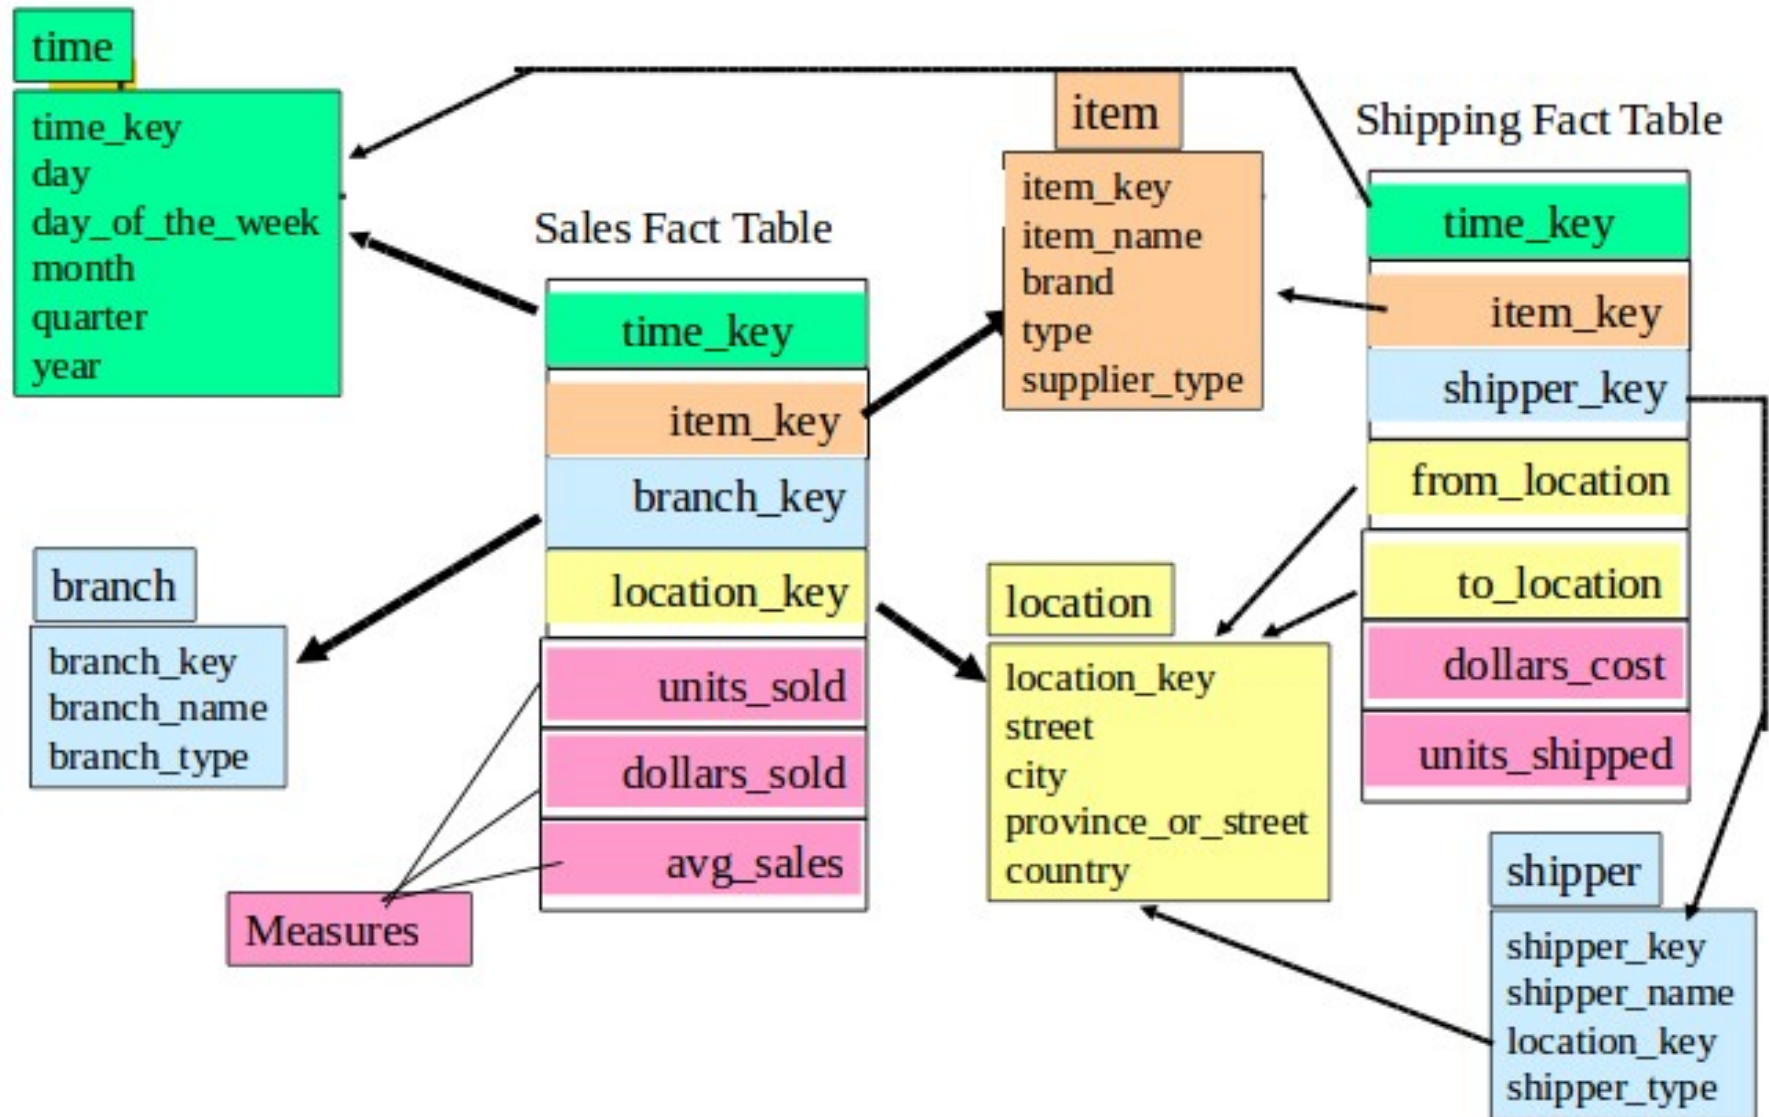 time
time_key
day
day_of_the_week
month
quarter
year
Sales Fact Table
time_key
item_key
branch_key
location_key
units_sold
dollars_sold
avg_sales
Measures
branch
branch_key
branch_name
branch_type
item
item_key
item_name
brand
type
supplier_type
location
location_key
street
city
province_or_street
country
Shipping Fact Table
time_key
item_key
shipper_key
from_location
to_location
dollars_cost
units_shipped
shipper
shipper_key
shipper_name
location_key
shipper_type